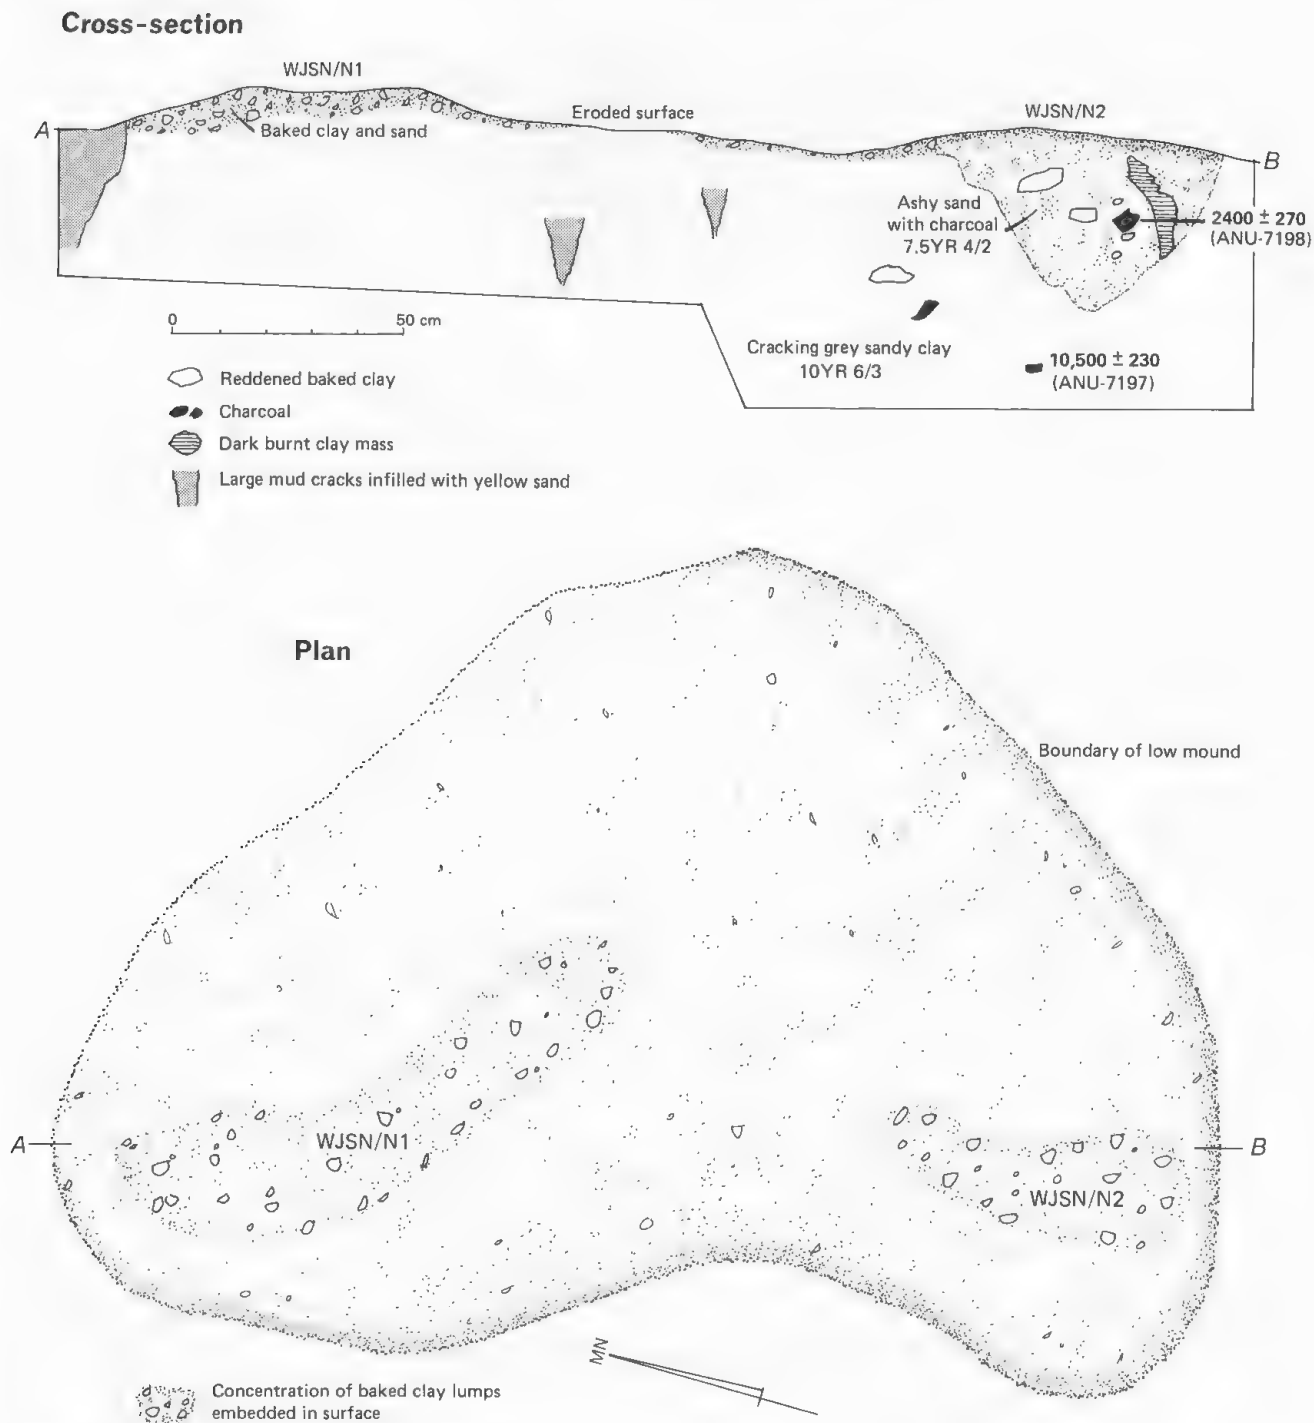 Cross-section
WJSN/N1
A
Baked clay and sand
Eroded surface
WJSN/N2
B
Ashy sand
with charcoal
7.5YR 4/2
2400 ± 270
(ANU-7198)
0 50 cm
Cracking grey sandy clay
10YR 6/3
10,500 ± 230
(ANU-7197)
Reddened baked clay
Charcoal
Dark burnt clay mass
Large mud cracks infilled with yellow sand
Plan
Boundary of low mound
A
WJSN/N1
B
WJSN/N2
MN
Concentration of baked clay lumps
embedded in surface